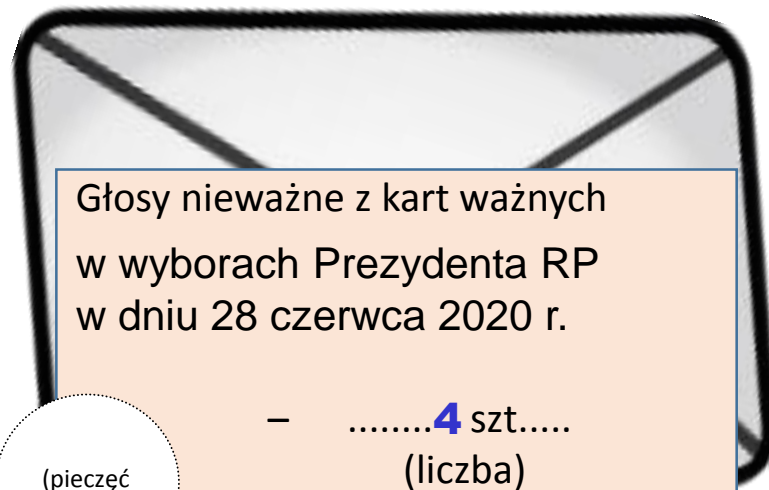 Głosy nieważne z kart ważnych
w wyborach Prezydenta RP
w dniu 28 czerwca 2020 r.
– ........4 szt.....
(liczba)
(pieczęć